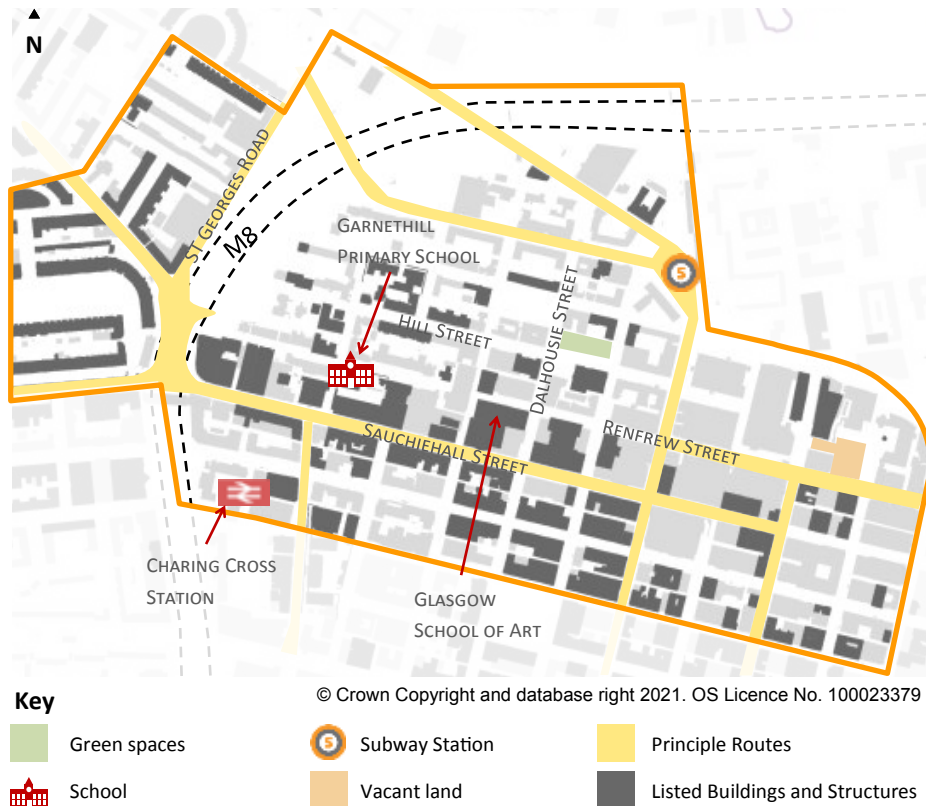 N
ST GEORGES ROAD
M8
GARNETHILL
PRIMARY SCHOOL
HILL STREET
DALHOUSIE STREET
S
RENFREW STREET
SAUCHIEHALL STREET
CHARING CROSS
STATION
GLASGOW
SCHOOL OF ART
Key
© Crown Copyright and database right 2021. OS Licence No. 100023379
Green spaces
S
Subway Station
Principle Routes
School
Vacant land
Listed Buildings and Structures